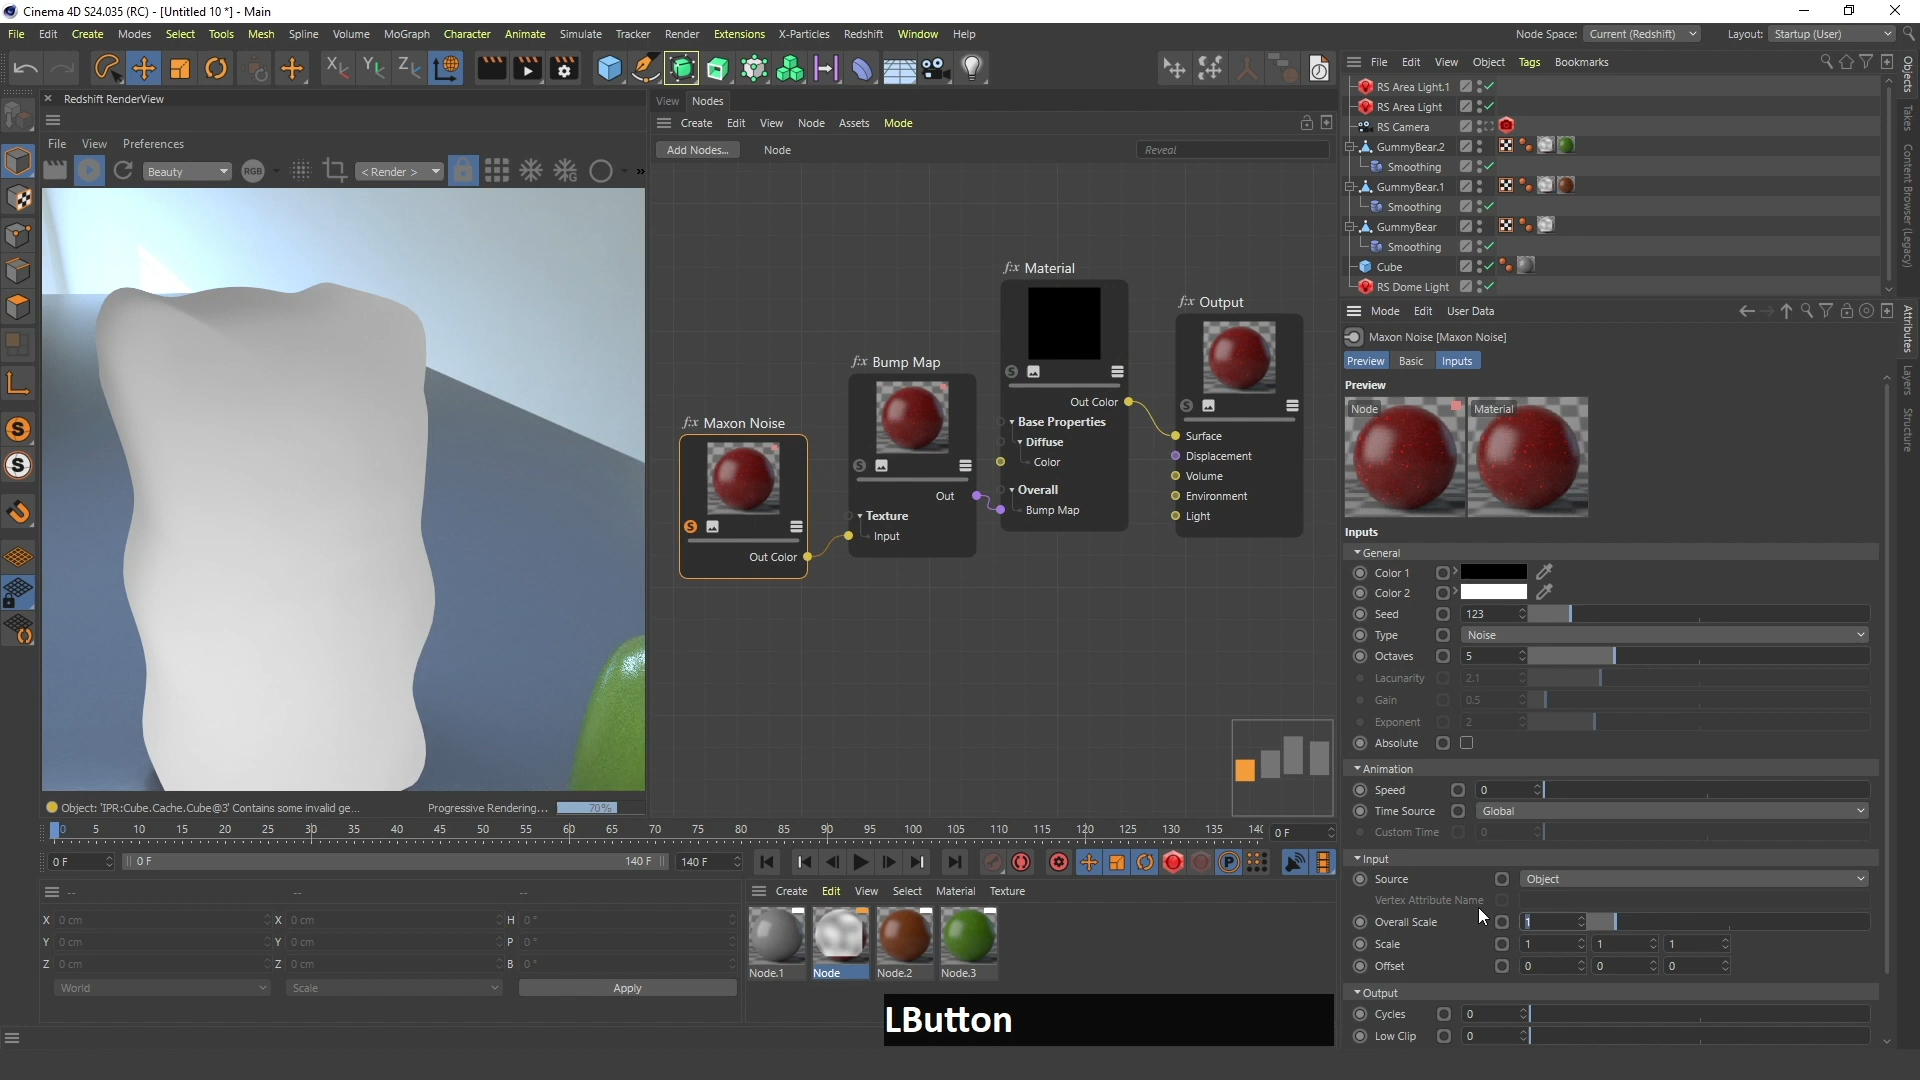 Cinema 4D S24.035 (RC) - [Untitled 10 *] - Main
File Edit Create Modes Select Tools Mesh Spline Volume MoGraph Character Animate Simulate Tracker Render Extensions X-Particles Redshift Window Help
Node Space: Current (Redshift) Layout: Startup (User)
Redshift RenderView
View Nodes
File Edit View Object Tags Bookmarks
Create Edit View Node Assets Mode
File View Preferences
Add Nodes... Node Reveal
Beauty RGB < Render >
RS Area Light.1
RS Area Light
RS Camera
GummyBear.2
Smoothing
GummyBear.1
Smoothing
GummyBear
Smoothing
Cube
RS Dome Light
Objects
Takes
Content Browser (Legacy)
Attributes
Layers
Structure
f:x Material
Out Color
Base Properties
Diffuse
Color
Overall
Bump Map
f:x Output
Surface
Displacement
Volume
Environment
Light
f:x Bump Map
Out
Texture
Input
f:x Maxon Noise
Out Color
Mode Edit User Data
Maxon Noise [Maxon Noise]
Preview Basic Inputs
Preview
Node Material
Inputs
General
Color 1
Color 2
Seed 123
Type Noise
Octaves 5
Lacunarity 2.1
Gain 0.5
Exponent 2
Absolute
Animation
Speed 0
Time Source Global
Custom Time 0
Input
Source Object
Vertex Attribute Name
Overall Scale 1
Scale 1 1 1
Offset 0 0 0
Output
Cycles 0
Low Clip 0
Object: 'IPR:Cube.Cache.Cube@3' Contains some invalid ge... Progressive Rendering... 70%
0 5 10 15 20 25 30 35 40 45 50 55 60 65 70 75 80 85 90 95 100 105 110 115 120 125 130 135 0 F
0 F 0 F 140 F 140 F
-- -- --
X 0 cm X 0 cm H 0 °
Y 0 cm Y 0 cm P 0 °
Z 0 cm Z 0 cm B 0 °
World Scale Apply
Create Edit View Select Material Texture
Node.1 Node Node.2 Node.3
LButton